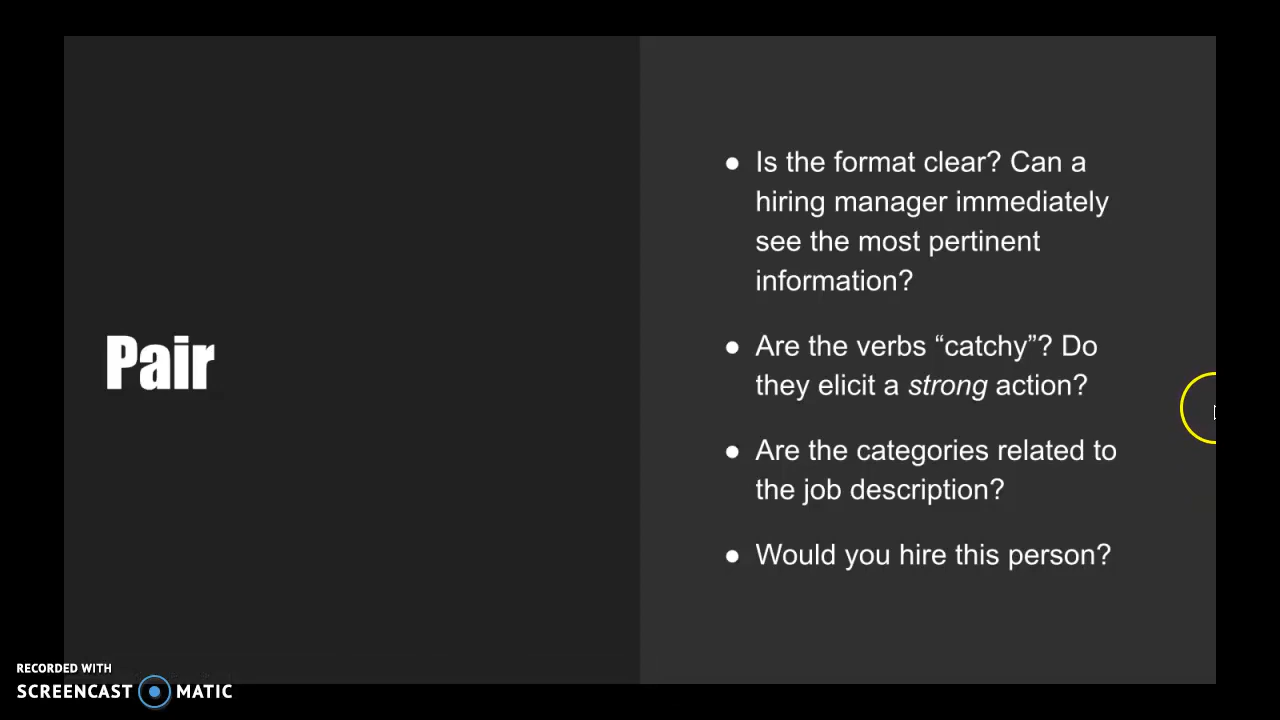 Pair
● Is the format clear? Can a
hiring manager immediately
see the most pertinent
information?
● Are the verbs “catchy”? Do
they elicit a strong action?
● Are the categories related to
the job description?
● Would you hire this person?
RECORDED WITH
SCREENCAST MATIC